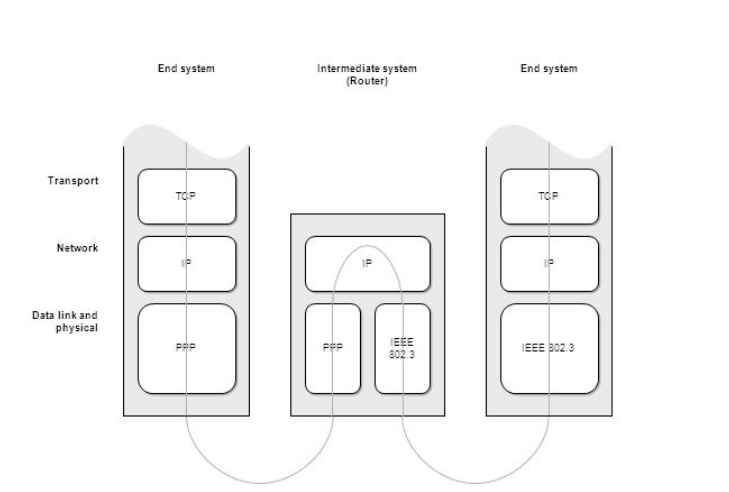 End system
Intermediate system
(Router)
End system
Transport
TCP
TCP
Network
IP
IP
IP
Data link and
physical
PPP
PPP
IEEE
802.3
IEEE 802.3